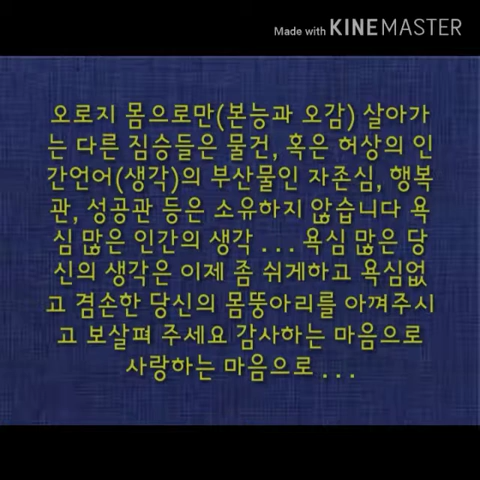 Made with KINEMASTER
오로지 몸으로만(본능과 오감) 살아가
는 다른 짐승들은 물건, 혹은 허상의 인
간언어(생각)의 부산물인 자존심, 행복
관, 성공관 등은 소유하지 않습니다 욕
심 많은 인간의 생각 . . . 욕심 많은 당
신의 생각은 이제 좀 쉬게하고 욕심없
고 겸손한 당신의 몸뚱아리를 아껴주시
고 보살펴 주세요 감사하는 마음으로
사랑하는 마음으로 . . .